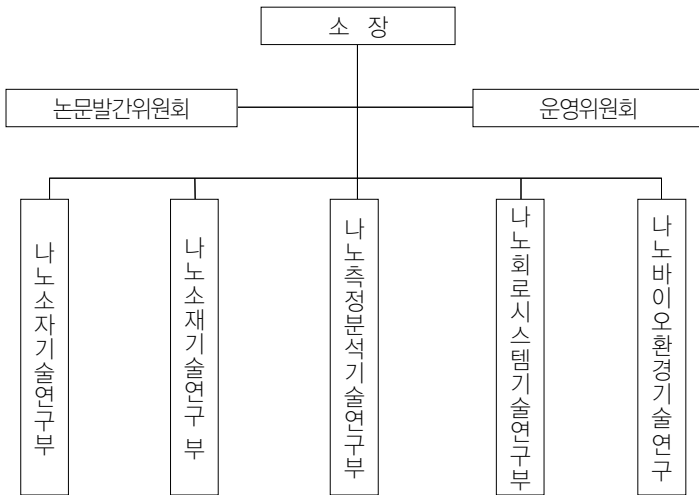 소 장
논문발간위원회
운영위원회
나노소자기술연구부
나노소재기술연구 부
나노측정분석기술연구부
나노회로시스템기술연구부
나노바이오환경기술연구